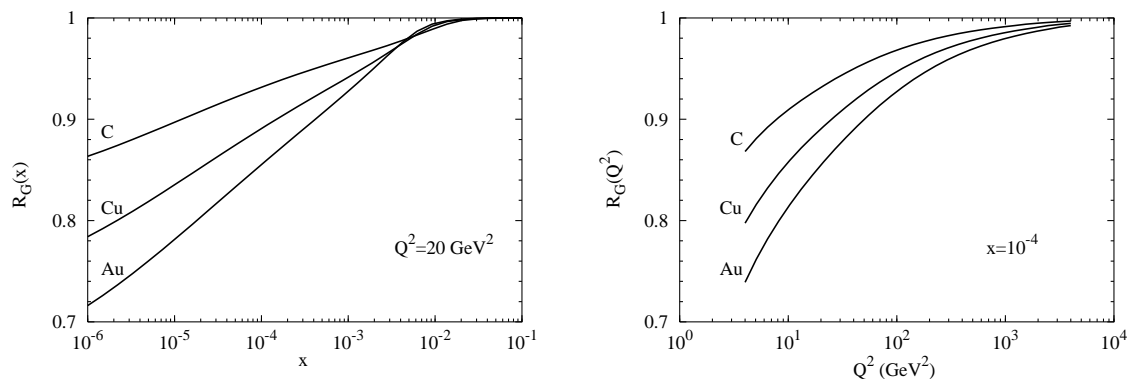 1
0.9
0.8
0.7
R_G(x)
C
Cu
Au
Q^2=20 GeV^2
10^-6
10^-5
10^-4
10^-3
10^-2
10^-1
x
1
0.9
0.8
0.7
R_G(Q^2)
C
Cu
Au
x=10^-4
10^0
10^1
10^2
10^3
10^4
Q^2 (GeV^2)